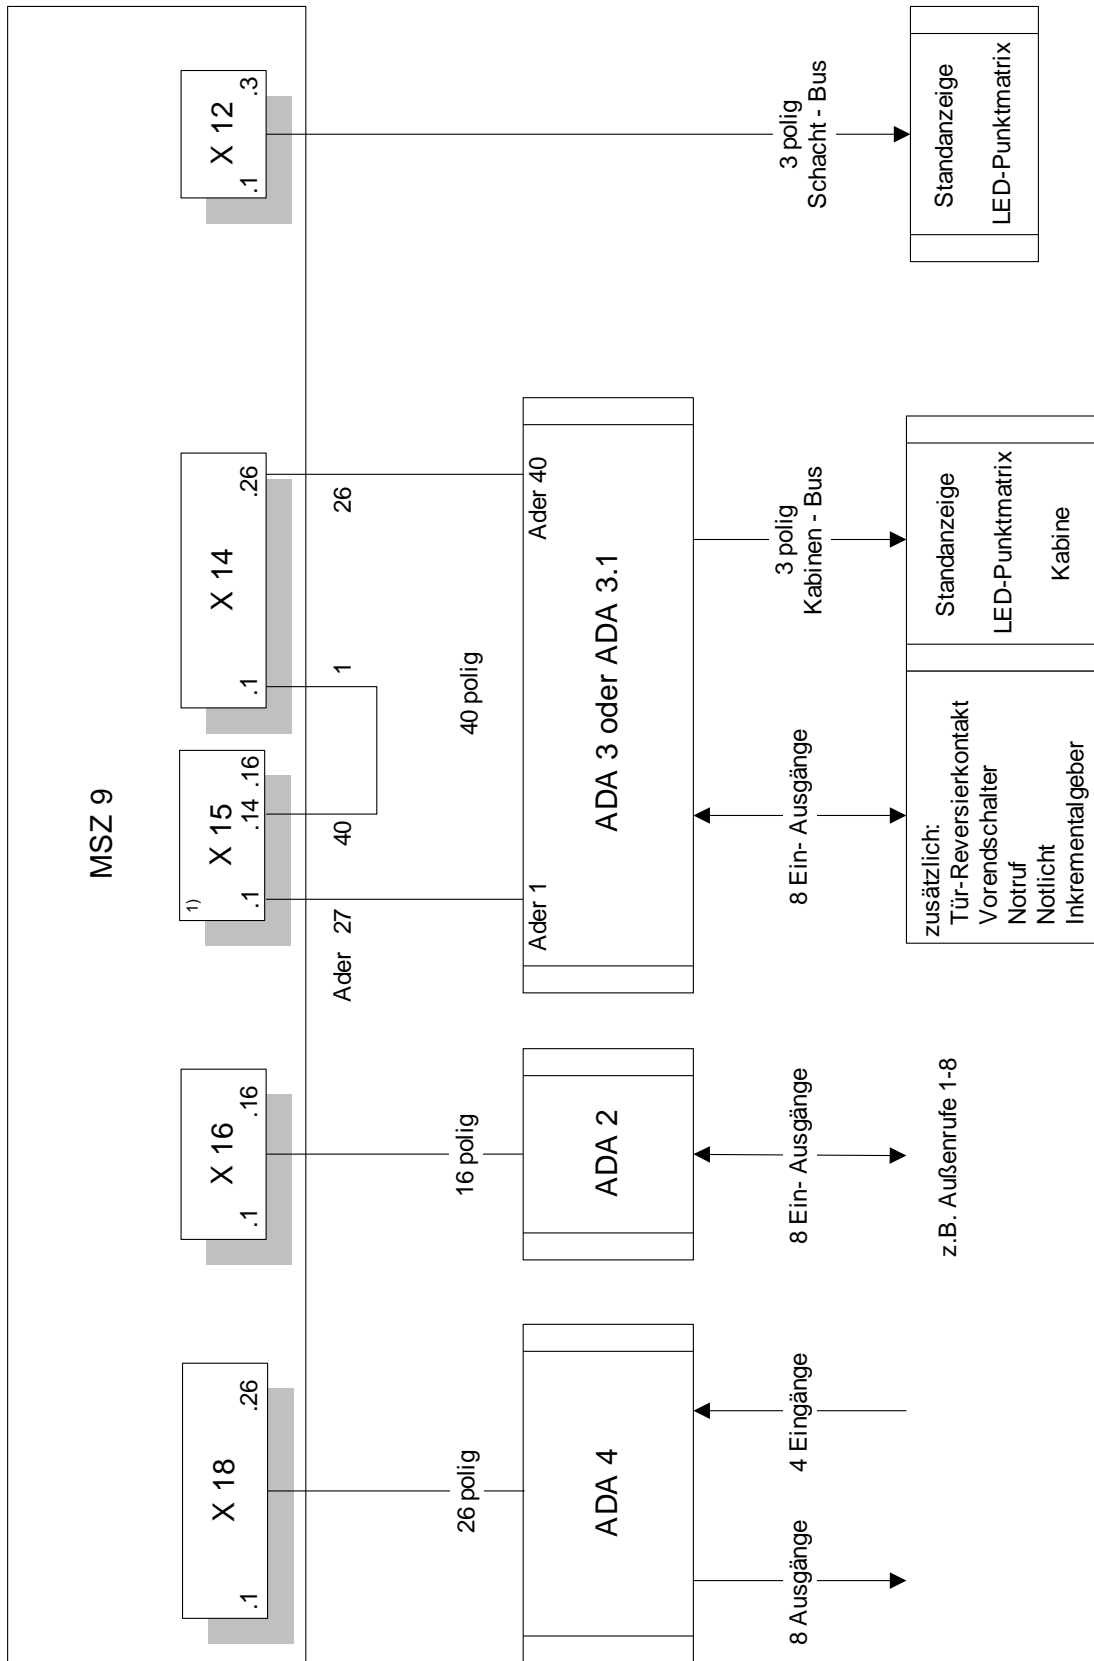 MSZ 9
X 18
.1
.26
X 16
.1
.16
1)
X 15
.1
.14
.16
X 14
.1
.26
X 12
.1
.3
Ader 27
40
1
26
26 polig
16 polig
40 polig
3 polig
Schacht - Bus
ADA 4
ADA 2
Ader 1
Ader 40
ADA 3 oder ADA 3.1
8 Ausgänge
4 Eingänge
8 Ein- Ausgänge
8 Ein- Ausgänge
3 polig
Kabinen - Bus
z.B. Außenrufe 1-8
zusätzlich:
Tür-Reversierkontakt
Vorendschalter
Notruf
Notlicht
Inkrementalgeber
Standanzeige
LED-Punktmatrix
Kabine
Standanzeige
LED-Punktmatrix